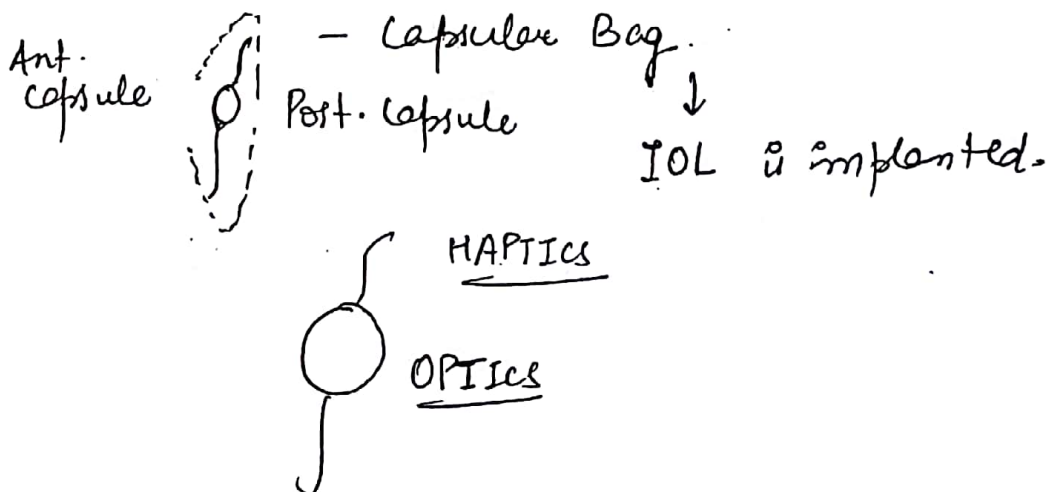 Ant.
capsule
- Capsular Bag.
Post. Capsule
↓
IOL is implanted.
HAPTICS
OPTICS